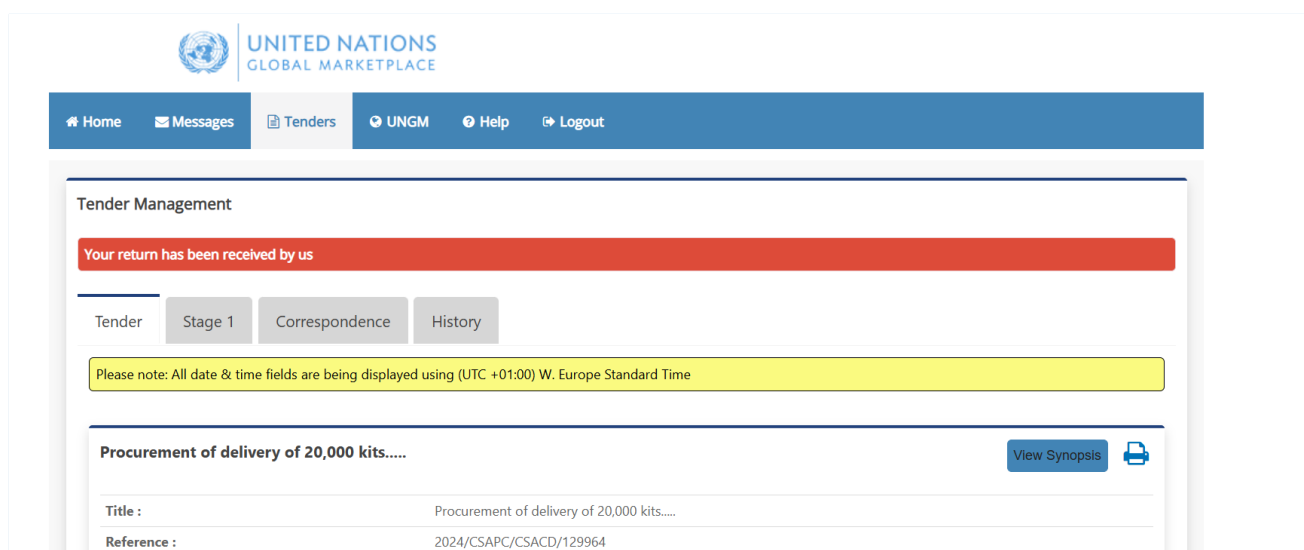 UNITED NATIONS
GLOBAL MARKETPLACE
Home Messages Tenders UNGM Help Logout
Tender Management
Your return has been received by us
Tender Stage 1 Correspondence History
Please note: All date & time fields are being displayed using (UTC +01:00) W. Europe Standard Time
Procurement of delivery of 20,000 kits..... View Synopsis
Title : Procurement of delivery of 20,000 kits.....
Reference : 2024/CSAPC/CSACD/129964